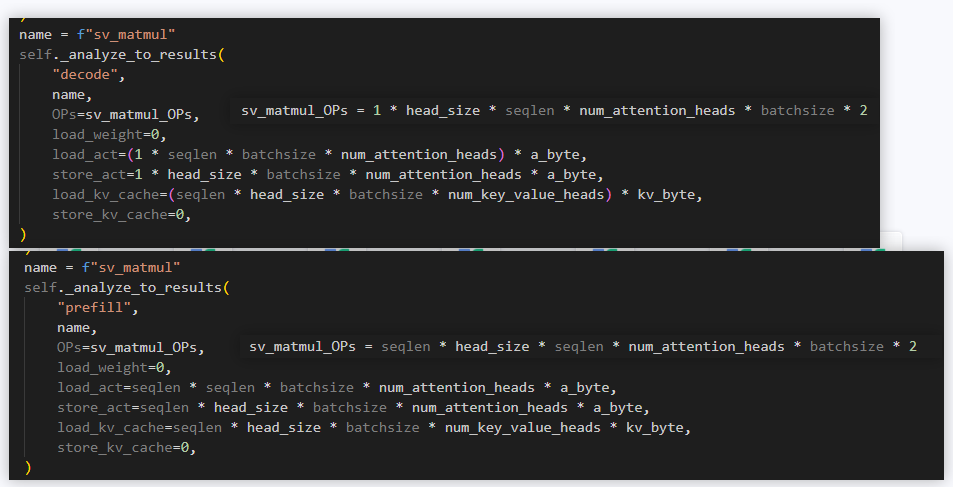 name = f"sv_matmul"
self._analyze_to_results(
"decode",
name,
OPs=sv_matmul_OPs,
sv_matmul_OPs = 1 * head_size * seqlen * num_attention_heads * batchsize * 2
load_weight=0,
load_act=(1 * seqlen * batchsize * num_attention_heads) * a_byte,
store_act=1 * head_size * batchsize * num_attention_heads * a_byte,
load_kv_cache=(seqlen * head_size * batchsize * num_key_value_heads) * kv_byte,
store_kv_cache=0,
)
name = f"sv_matmul"
self._analyze_to_results(
"prefill",
name,
OPs=sv_matmul_OPs,
sv_matmul_OPs = seqlen * head_size * seqlen * num_attention_heads * batchsize * 2
load_weight=0,
load_act=seqlen * seqlen * batchsize * num_attention_heads * a_byte,
store_act=seqlen * head_size * batchsize * num_attention_heads * a_byte,
load_kv_cache=seqlen * head_size * batchsize * num_key_value_heads * kv_byte,
store_kv_cache=0,
)